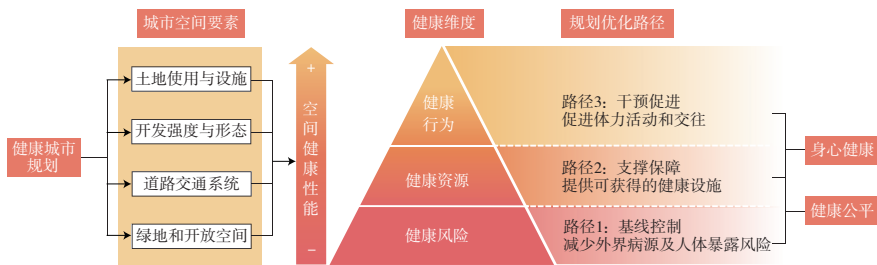 城市空间要素
健康维度
规划优化路径
健康城市
规划
土地使用与设施
开发强度与形态
道路交通系统
绿地和开放空间
+
空间健康性能
−
健康
行为
健康资源
健康风险
路径3：干预促进
促进体力活动和交往
路径2：支撑保障
提供可获得的健康设施
路径1：基线控制
减少外界病源及人体暴露风险
身心健康
健康公平